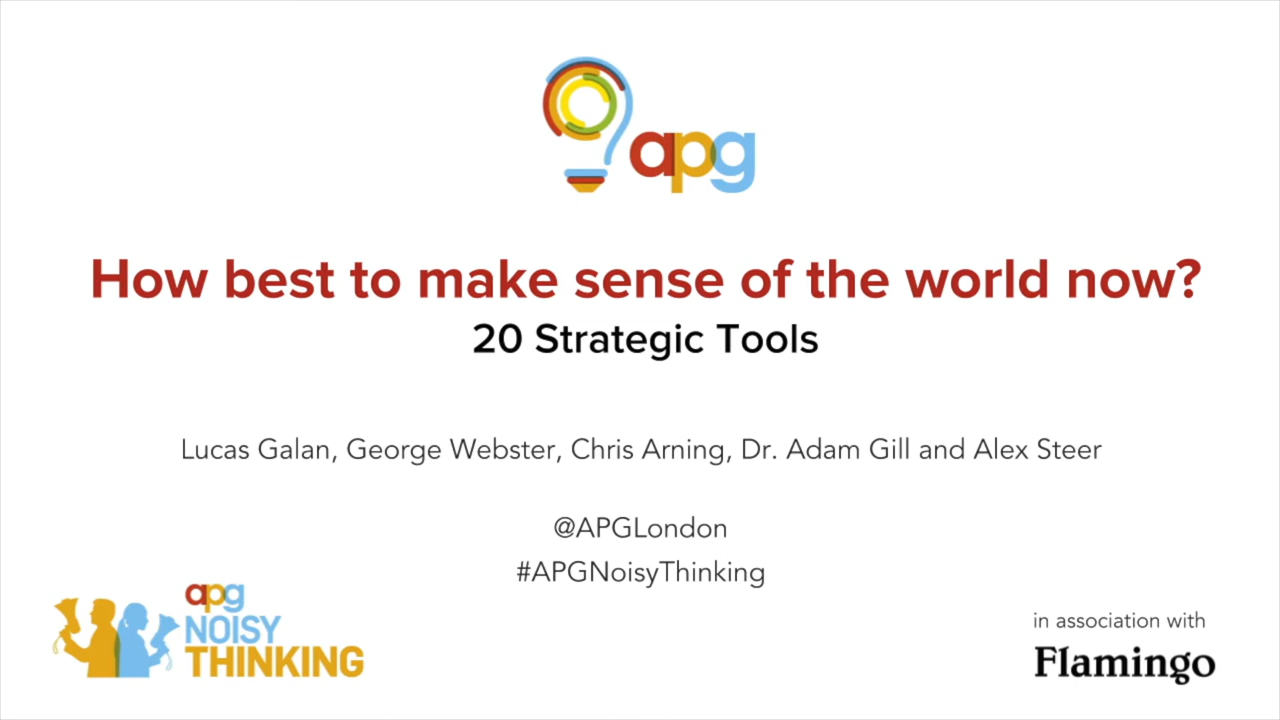 apg
How best to make sense of the world now?
20 Strategic Tools
Lucas Galan, George Webster, Chris Arning, Dr. Adam Gill and Alex Steer
@APGLondon
#APGNoisyThinking
apg
NOISY
THINKING
in association with
Flamingo